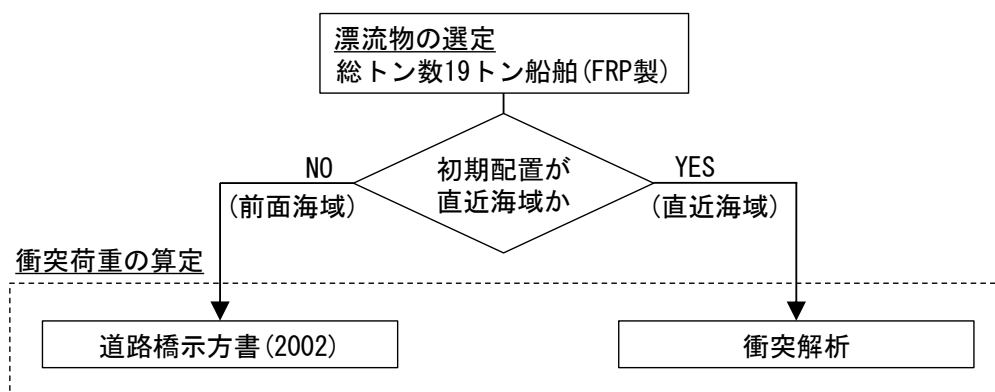 漂流物の選定
総トン数19トン船舶(FRP製)
初期配置が
直近海域か
NO
(前面海域)
YES
(直近海域)
衝突荷重の算定
道路橋示方書(2002)
衝突解析